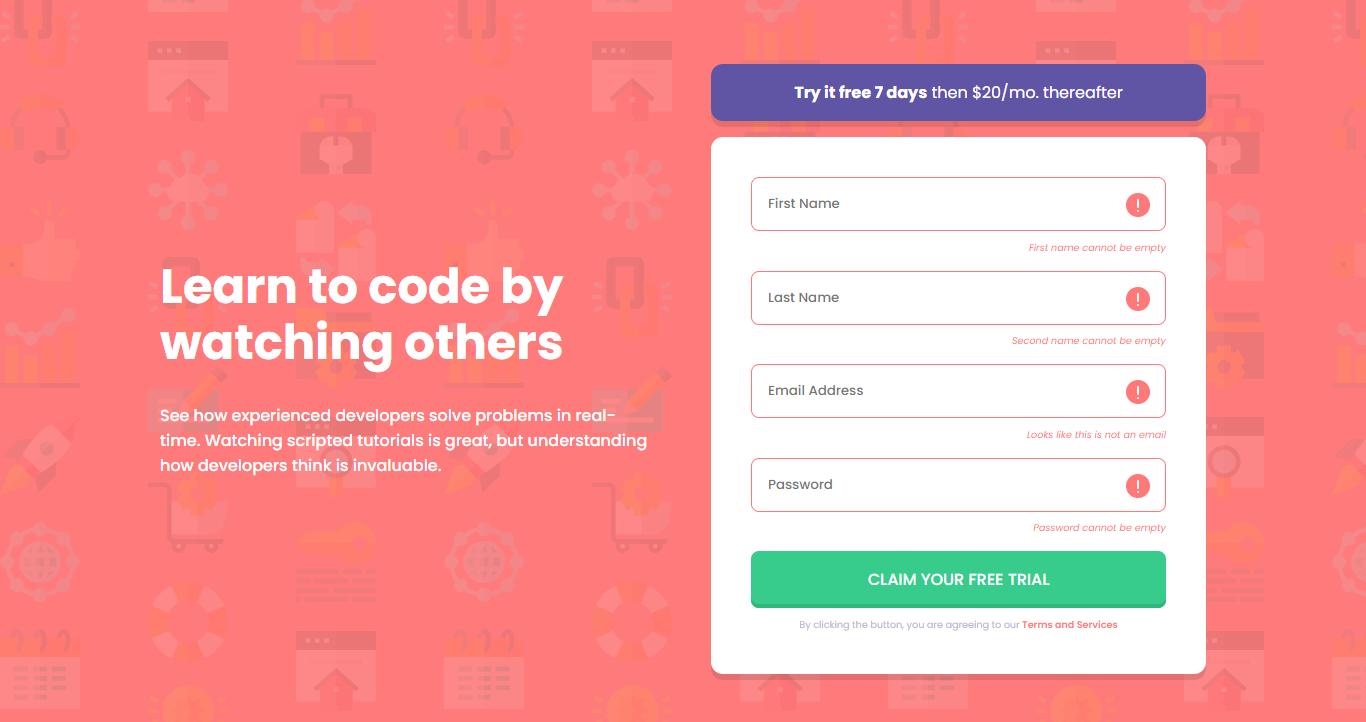 Try it free 7 days then $20/mo. thereafter
Learn to code by
watching others
See how experienced developers solve problems in real-
time. Watching scripted tutorials is great, but understanding
how developers think is invaluable.
First Name
First name cannot be empty
Last Name
Second name cannot be empty
Email Address
Looks like this is not an email
Password
Password cannot be empty
CLAIM YOUR FREE TRIAL
By clicking the button, you are agreeing to our Terms and Services